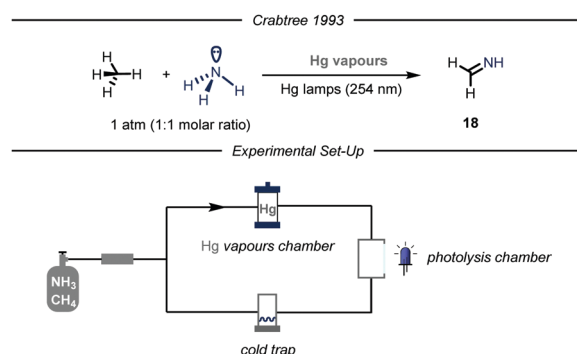 Crabtree 1993
H
H
H
H
+
N
H
H
Hg vapours
Hg lamps (254 nm)
H
NH
H
1 atm (1:1 molar ratio)
18
Experimental Set-Up
Hg
Hg vapours chamber
photolysis chamber
NH3
CH4
cold trap